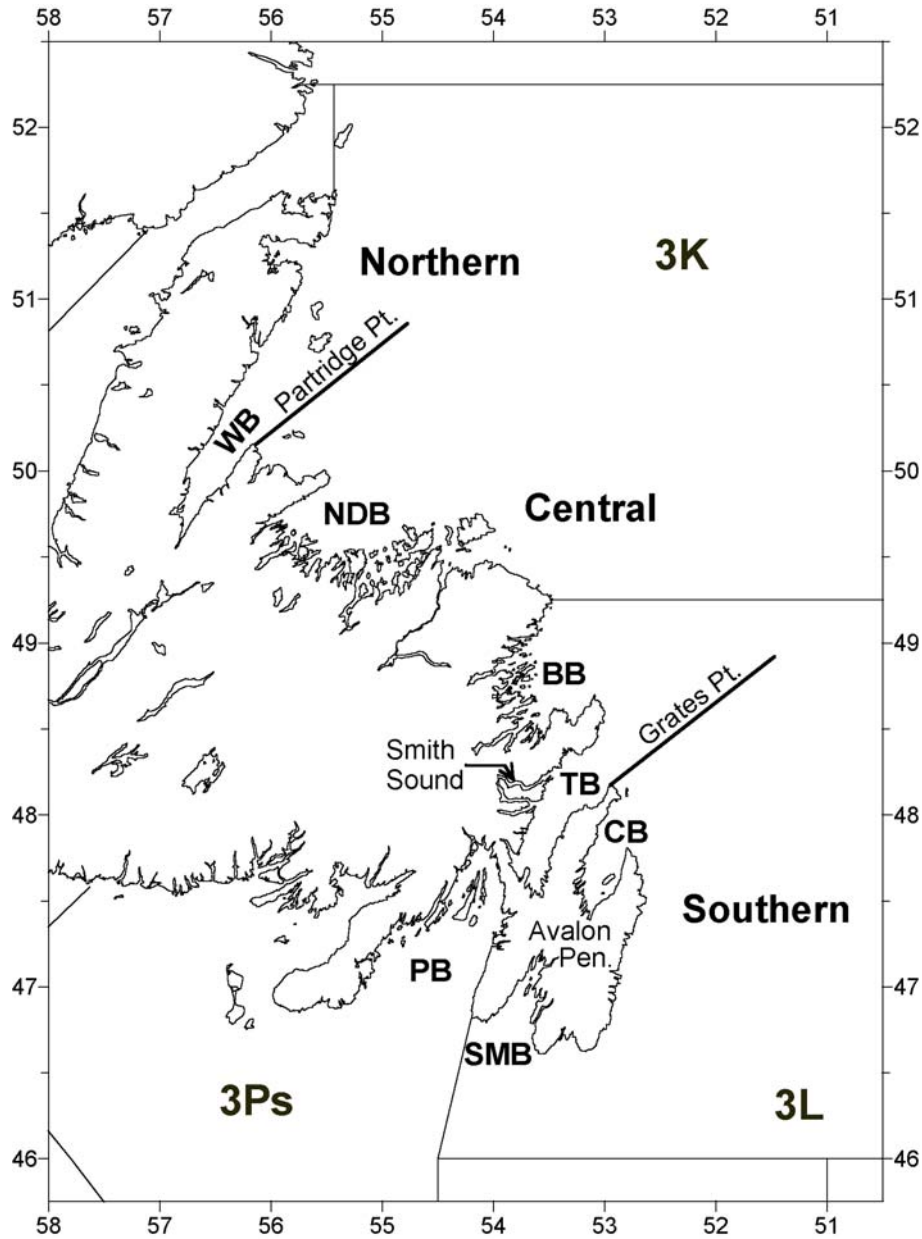 58 57 56 55 54 53 52 51
52
52
Northern
3K
51
51
Partridge Pt.
WB
50
50
NDB
Central
49
49
BB
Grates Pt.
Smith
Sound
TB
48
48
CB
Southern
Avalon
Pen.
PB
47
47
SMB
3Ps
3L
46
46
58 57 56 55 54 53 52 51